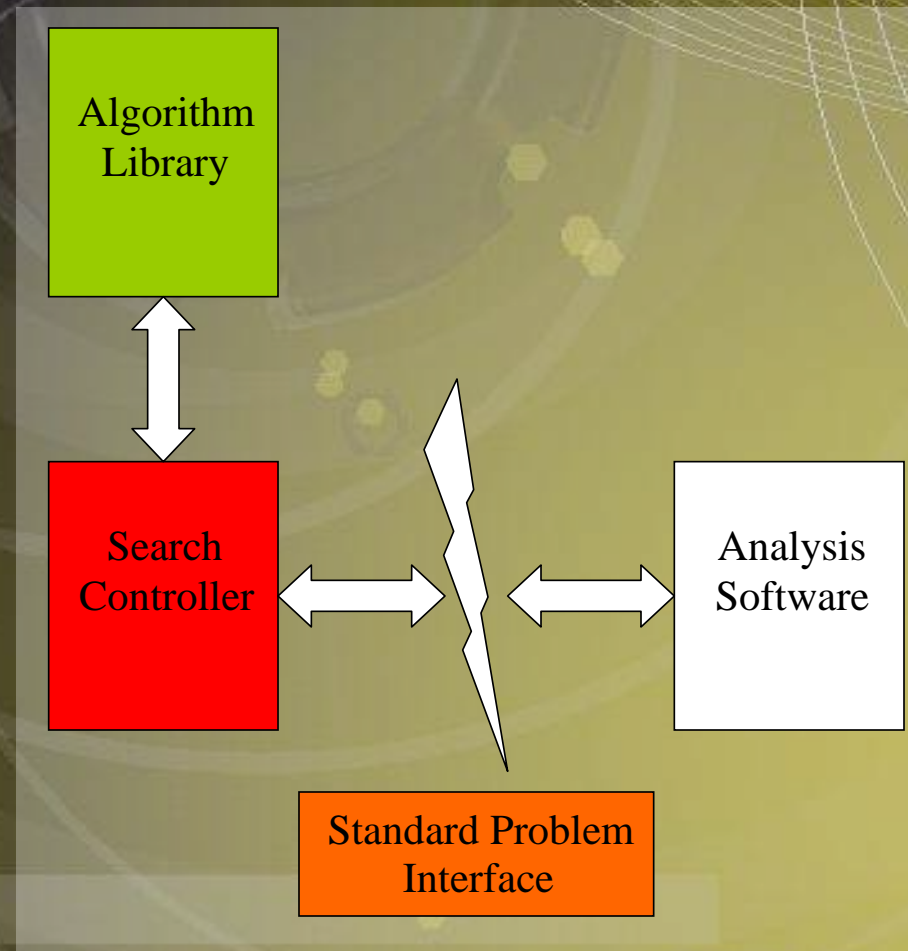 Algorithm
Library
Search
Controller
Analysis
Software
Standard Problem
Interface